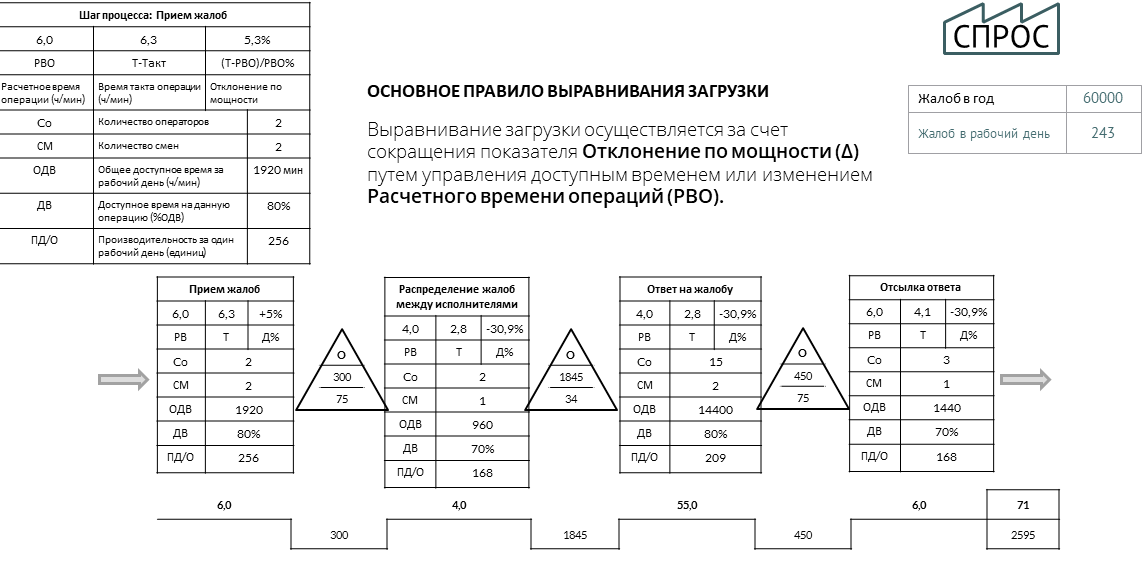 Шаг процесса: Прием жалоб
6,0 6,3 5,3%
РВО Т-Такт (Т-РВО)/РВО%
Расчетное время Время такта операции Отклонение по
операции (ч/мин) (ч/мин) мощности
Со Количество операторов 2
СМ Количество смен 2
ОДВ Общее доступное время за 1920 мин
рабочий день (ч/мин)
ДВ Доступное время на данную 80%
операцию (%ОДВ)
ПД/О Производительность за один 256
рабочий день (единиц)
СПРОС
ОСНОВНОЕ ПРАВИЛО ВЫРАВНИВАНИЯ ЗАГРУЗКИ
Выравнивание загрузки осуществляется за счет
сокращения показателя Отклонение по мощности (Δ)
путем управления доступным временем или изменением
Расчетного времени операций (РВО).
Жалоб в год 60000
Жалоб в рабочий день 243
Прием жалоб
6,0 6,3 +5%
РВ Т Д%
Со 2
СМ 2
ОДВ 1920
ДВ 80%
ПД/О 256
О
300
75
Распределение жалоб
между исполнителями
4,0 2,8 -30,9%
РВ Т Д%
Со 2
СМ 1
ОДВ 960
ДВ 70%
ПД/О 168
О
1845
34
Ответ на жалобу
4,0 2,8 -30,9%
РВ Т Д%
Со 15
СМ 2
ОДВ 14400
ДВ 80%
ПД/О 209
О
450
75
Отсылка ответа
6,0 4,1 -30,9%
РВ Т Д%
Со 3
СМ 1
ОДВ 1440
ДВ 70%
ПД/О 168
6,0 4,0 55,0 6,0 71
300 1845 450 2595